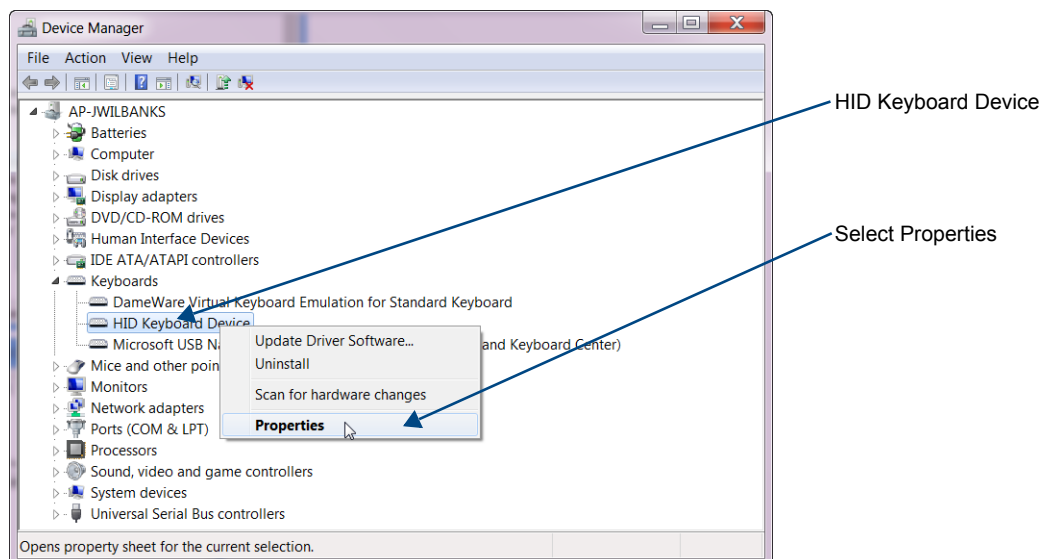 Device Manager
File Action View Help
HID Keyboard Device
AP-JWILBANKS
Batteries
Computer
Disk drives
Display adapters
DVD/CD-ROM drives
Human Interface Devices
Select Properties
IDE ATA/ATAPI controllers
Keyboards
DameWare Virtual Keyboard Emulation for Standard Keyboard
HID Keyboard Device
Microsoft USB Na and Keyboard Center)
Update Driver Software...
Uninstall
Scan for hardware changes
Properties
Mice and other poin
Monitors
Network adapters
Ports (COM & LPT)
Processors
Sound, video and game controllers
System devices
Universal Serial Bus controllers
Opens property sheet for the current selection.